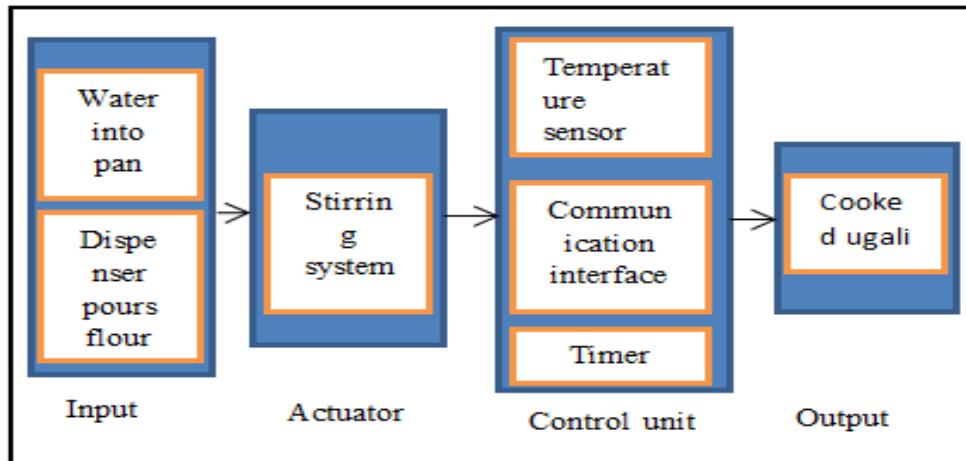 Water
into
pan
Dispe
nser
pours
flour
Input
Stirrin
g
system
Actuator
Temperat
ure
sensor
Commun
ication
interface
Timer
Control unit
Cooke
d ugali
Output